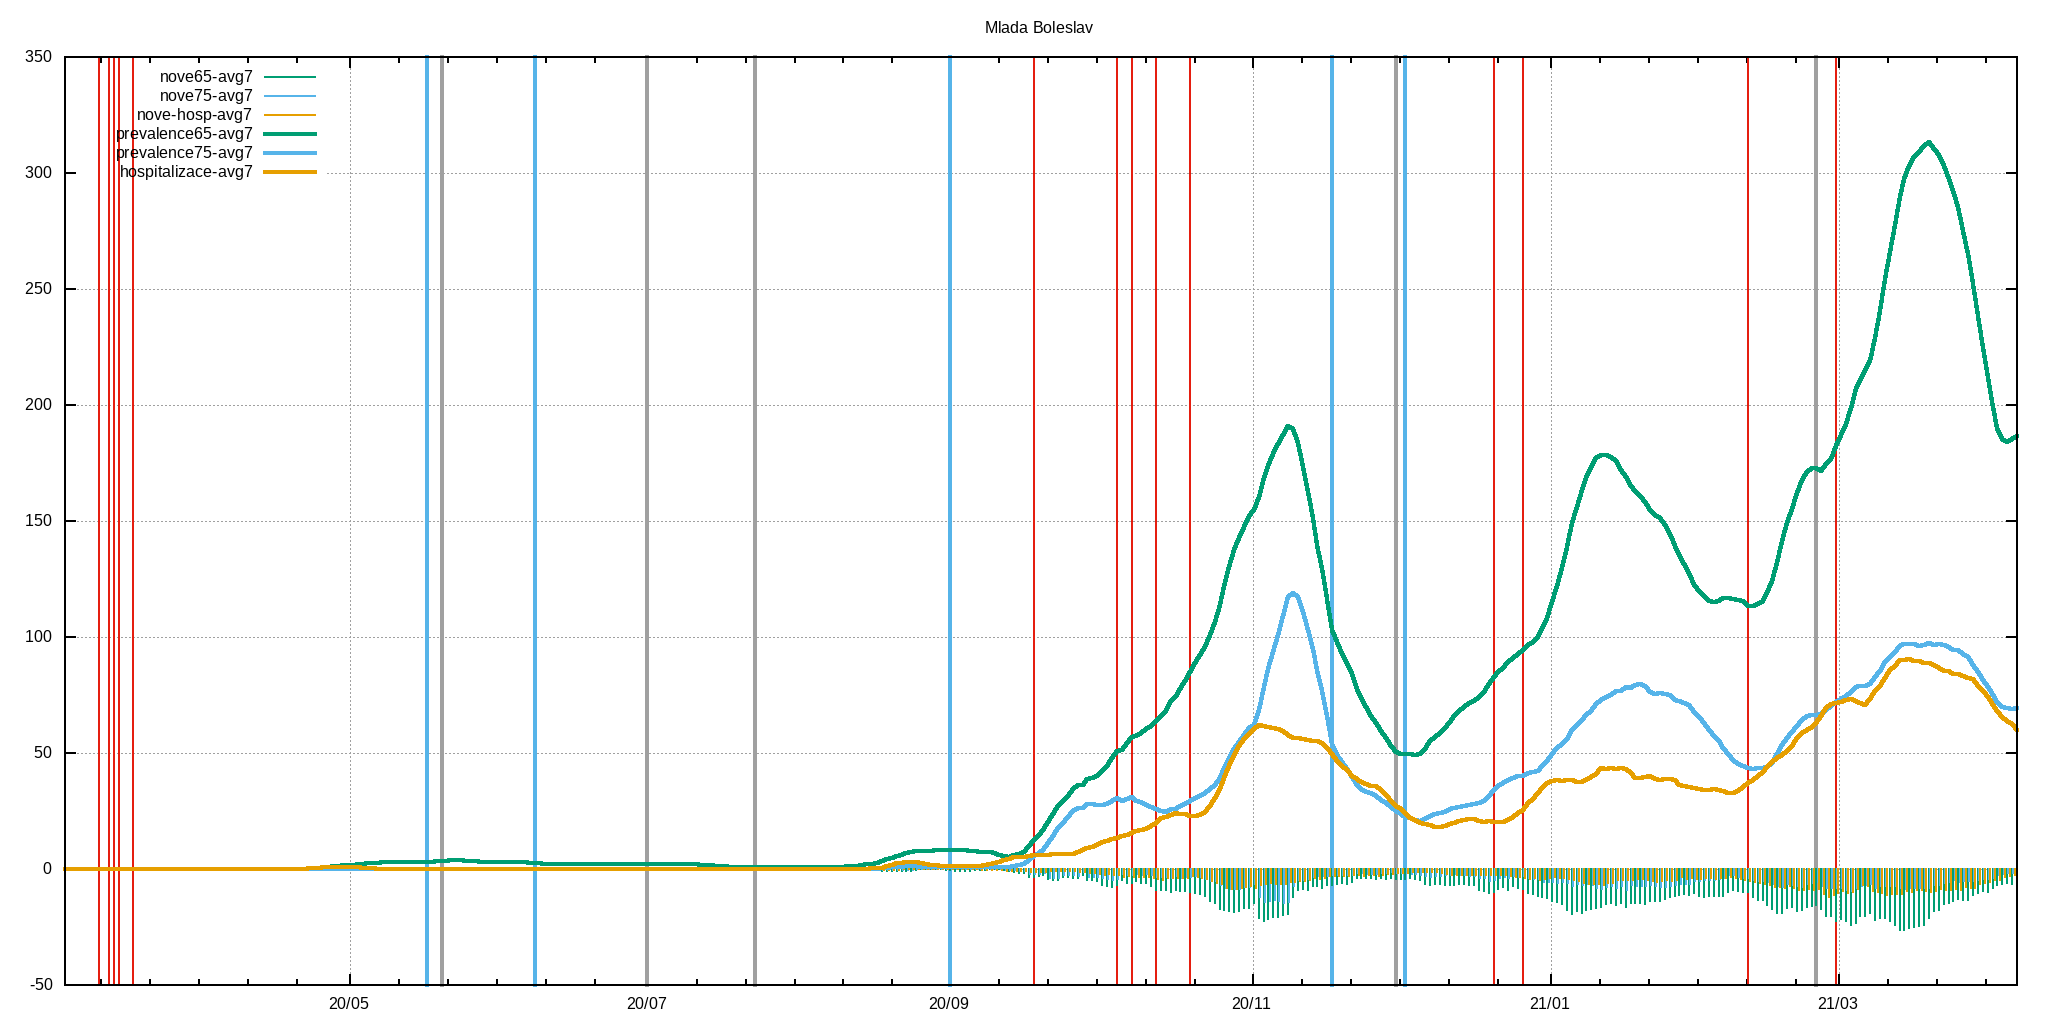 Mlada Boleslav
350
300
250
200
150
100
50
0
-50
nove65-avg7
nove75-avg7
nove-hosp-avg7
prevalence65-avg7
prevalence75-avg7
hospitalizace-avg7
20/05 20/07 20/09 20/11 21/01 21/03